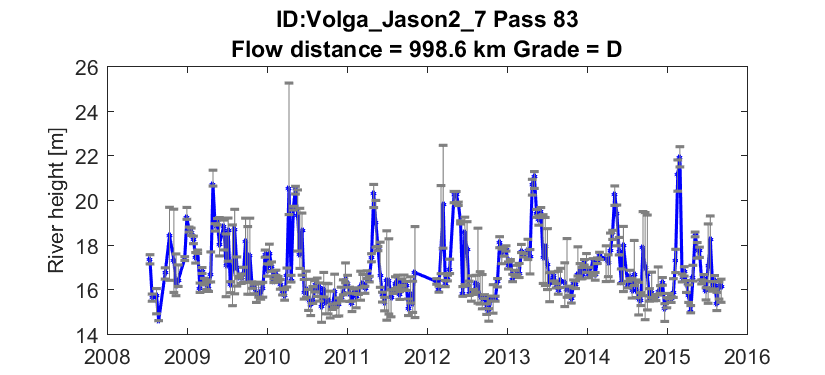 ID:Volga_Jason2_7 Pass 83
Flow distance = 998.6 km Grade = D
River height [m]
26
24
22
20
18
16
14
2008 2009 2010 2011 2012 2013 2014 2015 2016